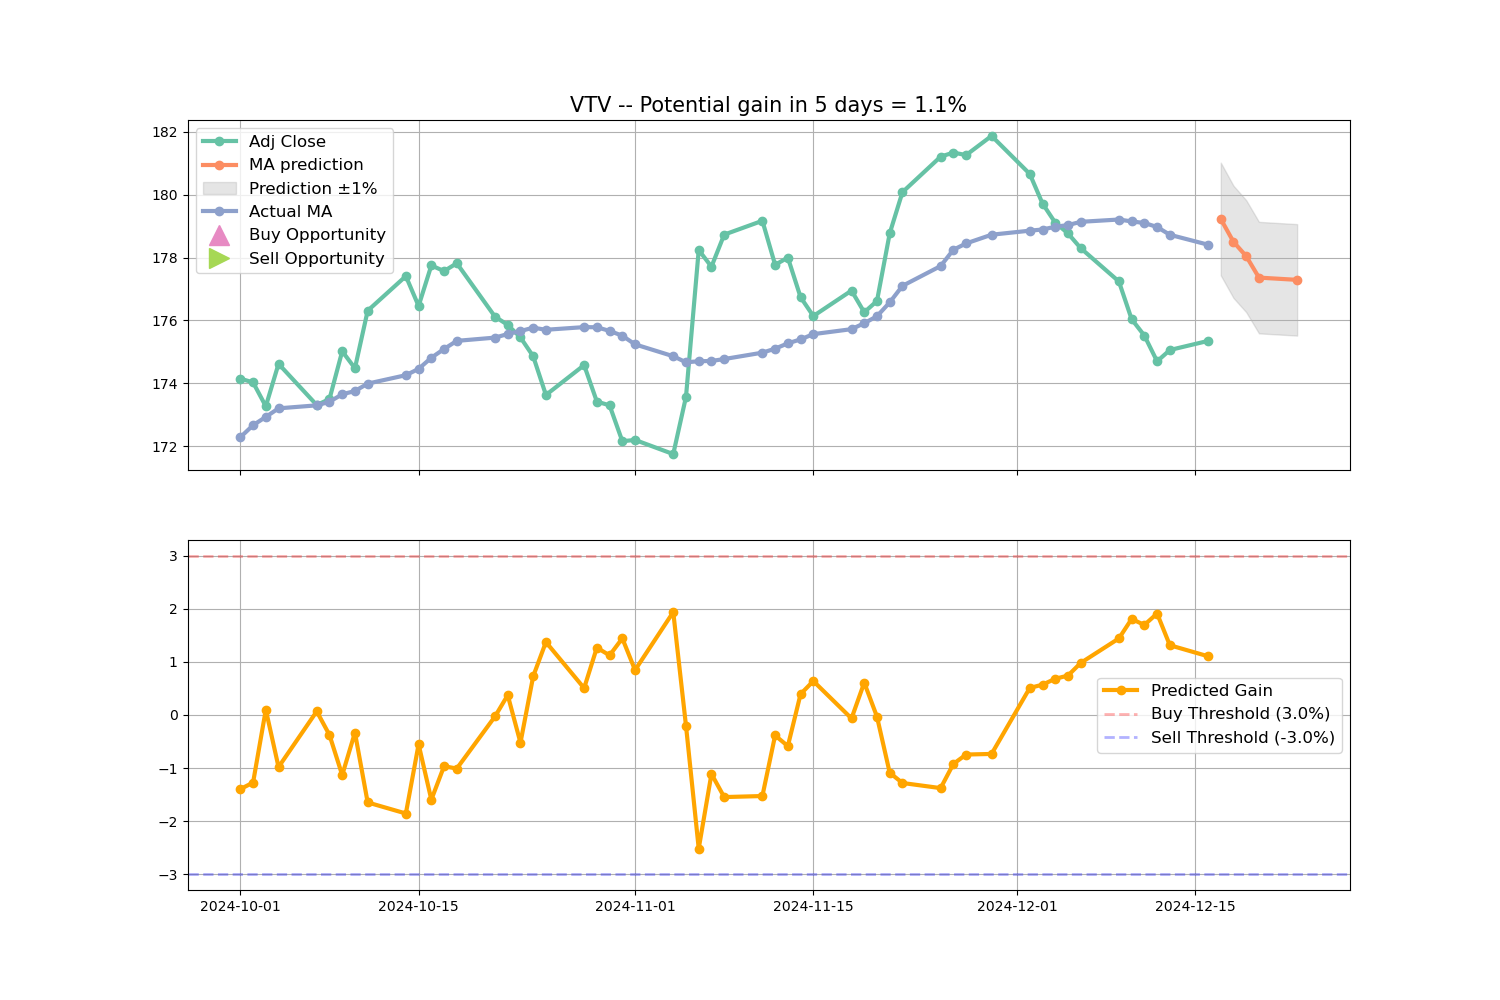 VTV -- Potential gain in 5 days = 1.1%
182
180
178
176
174
172
Adj Close
MA prediction
Prediction ±1%
Actual MA
Buy Opportunity
Sell Opportunity
3
2
1
0
−1
−2
−3
Predicted Gain
Buy Threshold (3.0%)
Sell Threshold (-3.0%)
2024-10-01
2024-10-15
2024-11-01
2024-11-15
2024-12-01
2024-12-15